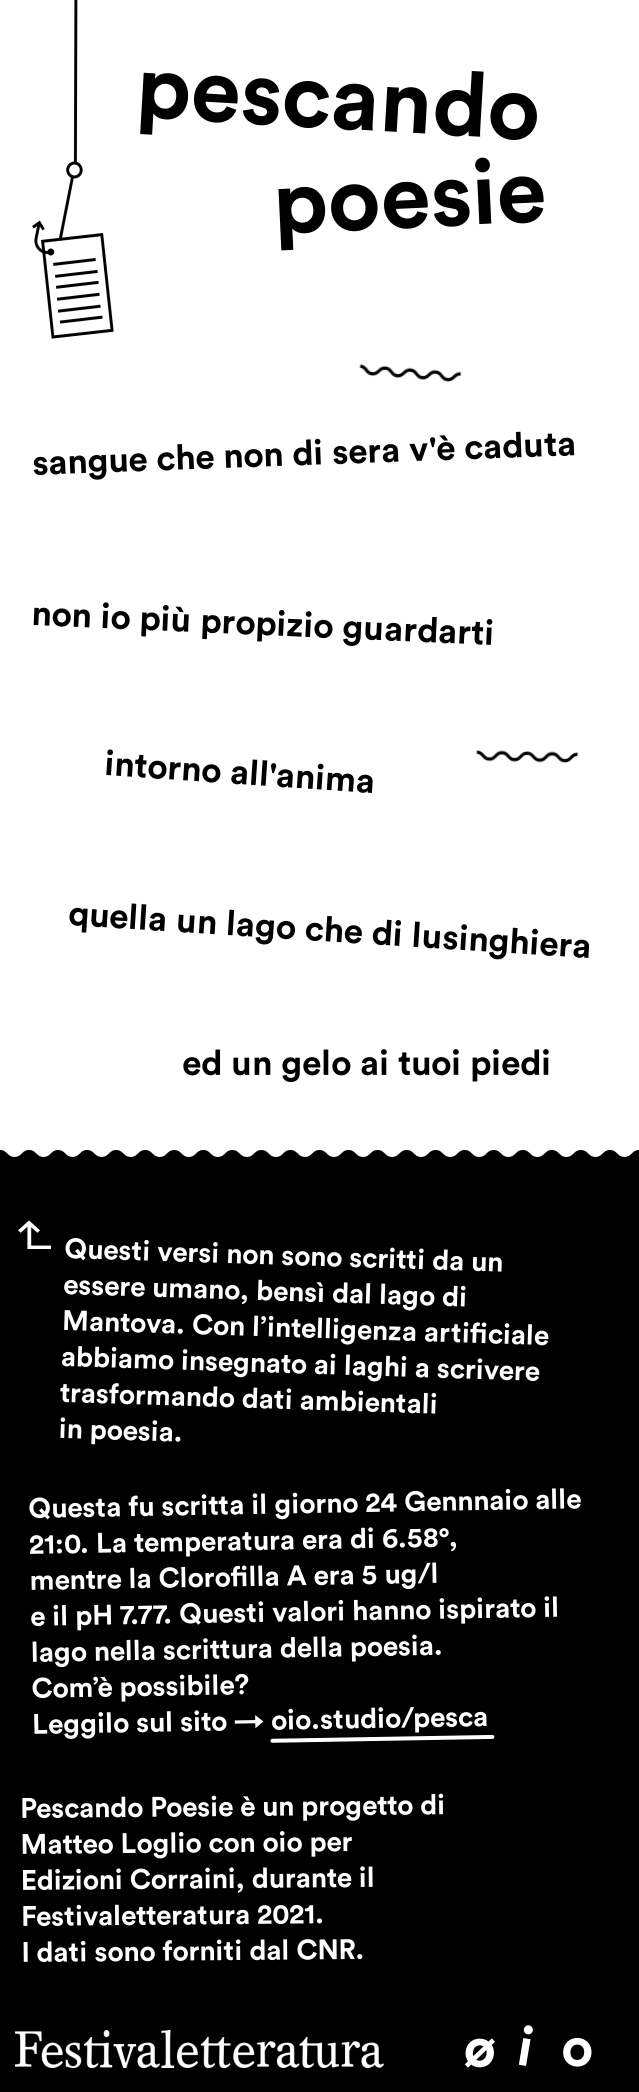 pescando
poesie
sangue che non di sera v'è caduta
non io più propizio guardarti
intorno all'anima
quella un lago che di lusinghiera
ed un gelo ai tuoi piedi
Questi versi non sono scritti da un
essere umano, bensì dal lago di
Mantova. Con l’intelligenza artificiale
abbiamo insegnato ai laghi a scrivere
trasformando dati ambientali
in poesia.
Questa fu scritta il giorno 24 Gennnaio alle
21:0. La temperatura era di 6.58°,
mentre la Clorofilla A era 5 ug/l
e il pH 7.77. Questi valori hanno ispirato il
lago nella scrittura della poesia.
Com’è possibile?
Leggilo sul sito → oio.studio/pesca
Pescando Poesie è un progetto di
Matteo Loglio con oio per
Edizioni Corraini, durante il
Festivaletteratura 2021.
I dati sono forniti dal CNR.
Festivaletteratura ø i o